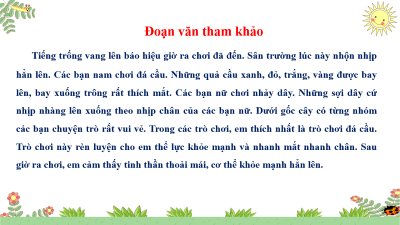 Đoạn văn tham khảo
Tiếng trống vang lên báo hiệu giờ ra chơi đã đến. Sân trường lúc này nhộn nhịp
hẳn lên. Các bạn nam chơi đá cầu. Những quả cầu xanh, đỏ, trắng, vàng được bay
lên, bay xuống trông rất thích mắt. Các bạn nữ chơi nhảy dây. Những sợi dây cứ
nhịp nhàng lên xuống theo nhịp chân của các bạn nữ. Dưới gốc cây có từng nhóm
các bạn chuyện trò rất vui vẻ. Trong các trò chơi, em thích nhất là trò chơi đá cầu.
Trò chơi này rèn luyện cho em thể lực khỏe mạnh và nhanh mắt nhanh chân. Sau
giờ ra chơi, em cảm thấy tinh thần thoải mái, cơ thể khỏe mạnh hẳn lên.